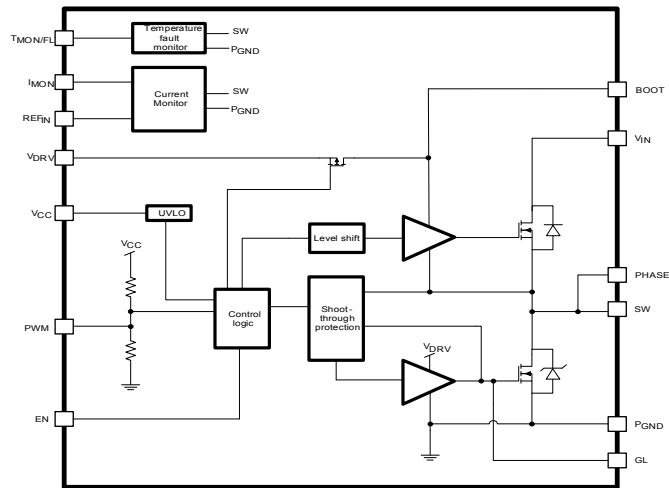 TMON/FL
Temperature
fault
monitor
SW
PGND
IMON
Current
Monitor
SW
PGND
REFIN
BOOT
VIN
VDRV
VCC
UVLO
VCC
Level shift
PHASE
Control
logic
Shoot-
through
protection
SW
PWM
VDRV
EN
PGND
GL